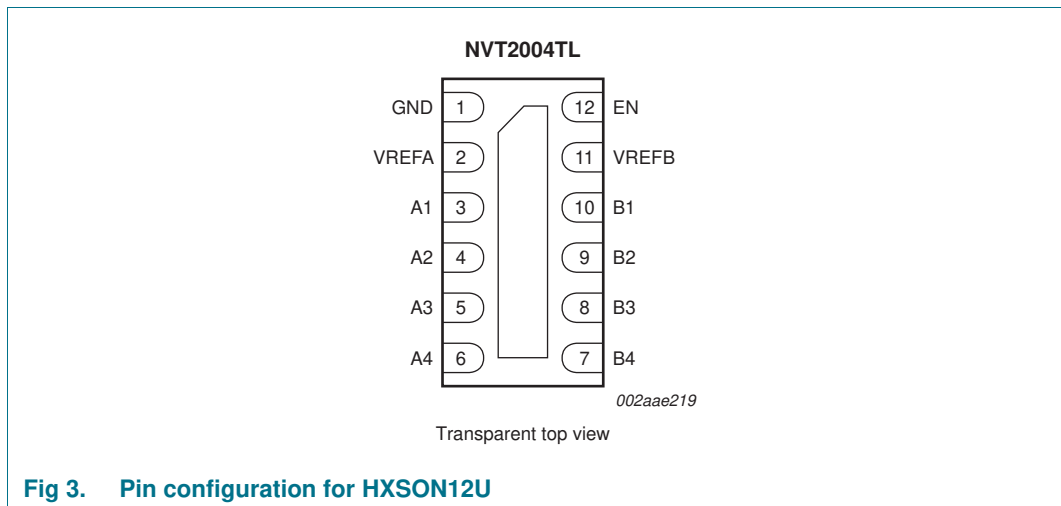 NVT2004TL
GND 1 12 EN
VREFA 2 11 VREFB
A1 3 10 B1
A2 4 9 B2
A3 5 8 B3
A4 6 7 B4
002aae219
Transparent top view
Fig 3. Pin configuration for HXSON12U